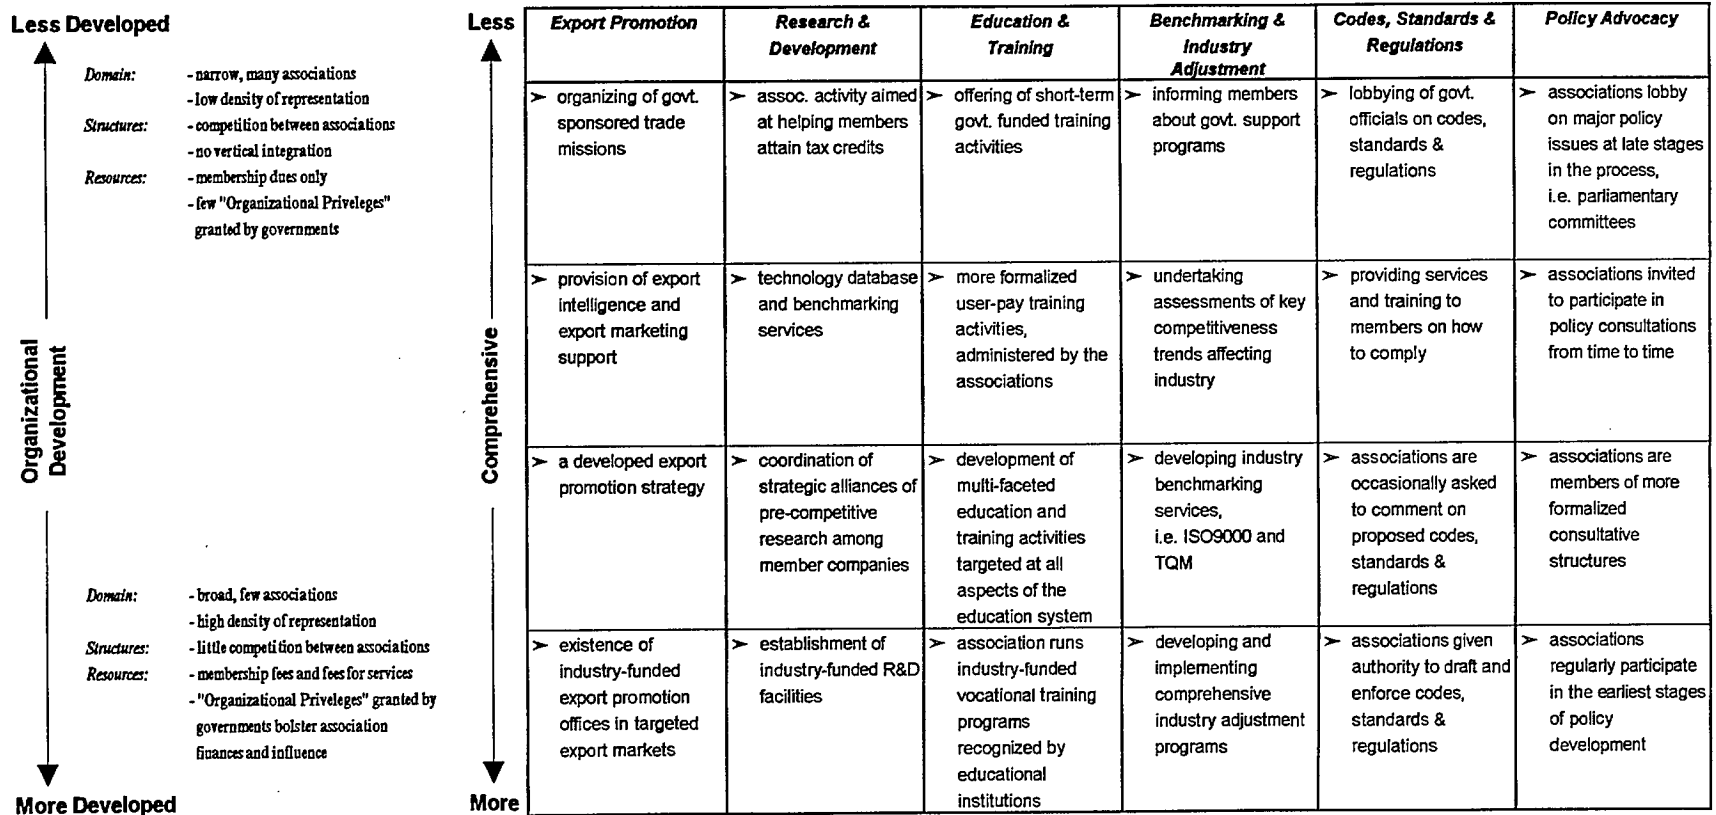 Less Developed
Domain: - narrow, many associations
- low density of representation
Structures: - competition between associations
- no vertical integration
Resources: - membership dues only
- few "Organizational Priveleges"
granted by governments
Organizational
Development
Domain: - broad, few associations
- high density of representation
Structures: - little competition between associations
Resources: - membership fees and fees for services
- "Organizational Priveleges" granted by
governments bolster association
finances and influence
More Developed
Less
Comprehensive
More
Export Promotion
Research &
Development
Education &
Training
Benchmarking &
Industry
Adjustment
Codes, Standards &
Regulations
Policy Advocacy
➢ organizing of govt.
sponsored trade
missions
➢ assoc. activity aimed
at helping members
attain tax credits
➢ offering of short-term
govt. funded training
activities
➢ informing members
about govt. support
programs
➢ lobbying of govt.
officials on codes,
standards &
regulations
➢ associations lobby
on major policy
issues at late stages
in the process,
i.e. parliamentary
committees
➢ provision of export
intelligence and
export marketing
support
➢ technology database
and benchmarking
services
➢ more formalized
user-pay training
activities,
administered by the
associations
➢ undertaking
assessments of key
competitiveness
trends affecting
industry
➢ providing services
and training to
members on how
to comply
➢ associations invited
to participate in
policy consultations
from time to time
➢ a developed export
promotion strategy
➢ coordination of
strategic alliances of
pre-competitive
research among
member companies
➢ development of
multi-faceted
education and
training activities
targeted at all
aspects of the
education system
➢ developing industry
benchmarking
services,
i.e. ISO9000 and
TQM
➢ associations are
occasionally asked
to comment on
proposed codes,
standards &
regulations
➢ associations are
members of more
formalized
consultative
structures
➢ existence of
industry-funded
export promotion
offices in targeted
export markets
➢ establishment of
industry-funded R&D
facilities
➢ association runs
industry-funded
vocational training
programs
recognized by
educational
institutions
➢ developing and
implementing
comprehensive
industry adjustment
programs
➢ associations given
authority to draft and
enforce codes,
standards &
regulations
➢ associations
regularly participate
in the earliest stages
of policy
development